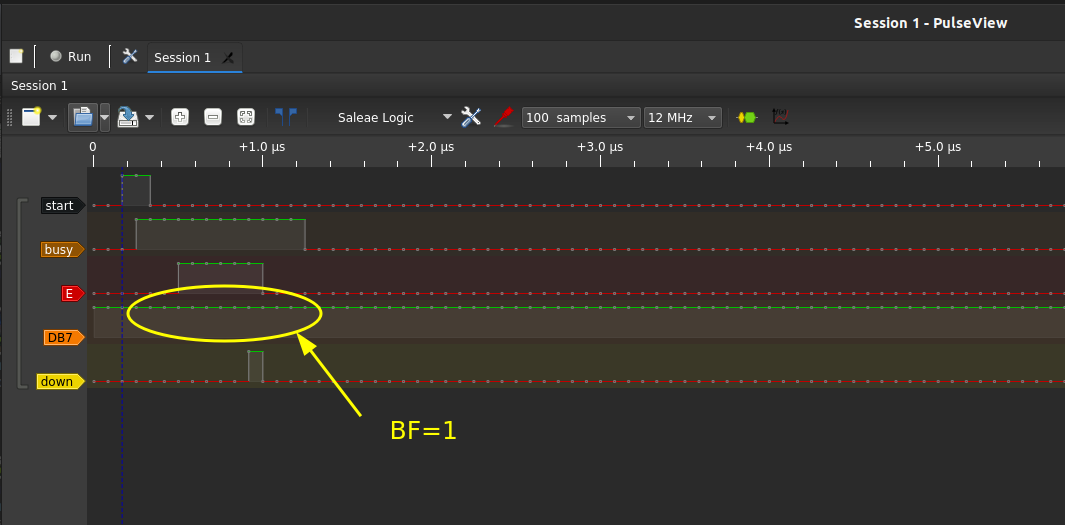 Session 1 - PulseView
Run
Session 1
Session 1
Saleae Logic
100 samples
12 MHz
0
+1.0 µs
+2.0 µs
+3.0 µs
+4.0 µs
+5.0 µs
start
busy
E
DB7
down
BF=1